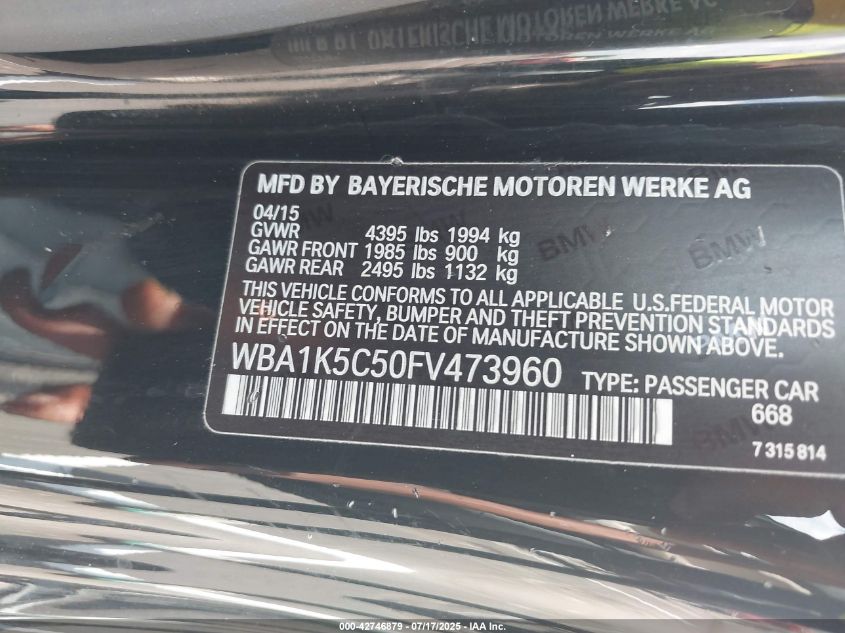 MFD BY BAYERISCHE MOTOREN WERKE AG
04/15
GVWR 4395 lbs 1994 kg
GAWR FRONT 1985 lbs 900 kg
GAWR REAR 2495 lbs 1132 kg
THIS VEHICLE CONFORMS TO ALL APPLICABLE U.S.FEDERAL MOTOR
VEHICLE SAFETY, BUMPER AND THEFT PREVENTION STANDARDS
IN EFFECT ON THE DATE OF MANUFACTURE SHOWN ABOVE.
WBA1K5C50FV473960 TYPE: PASSENGER CAR
668
7 315 814
000-42746879 - 07/17/2025 - IAA Inc.